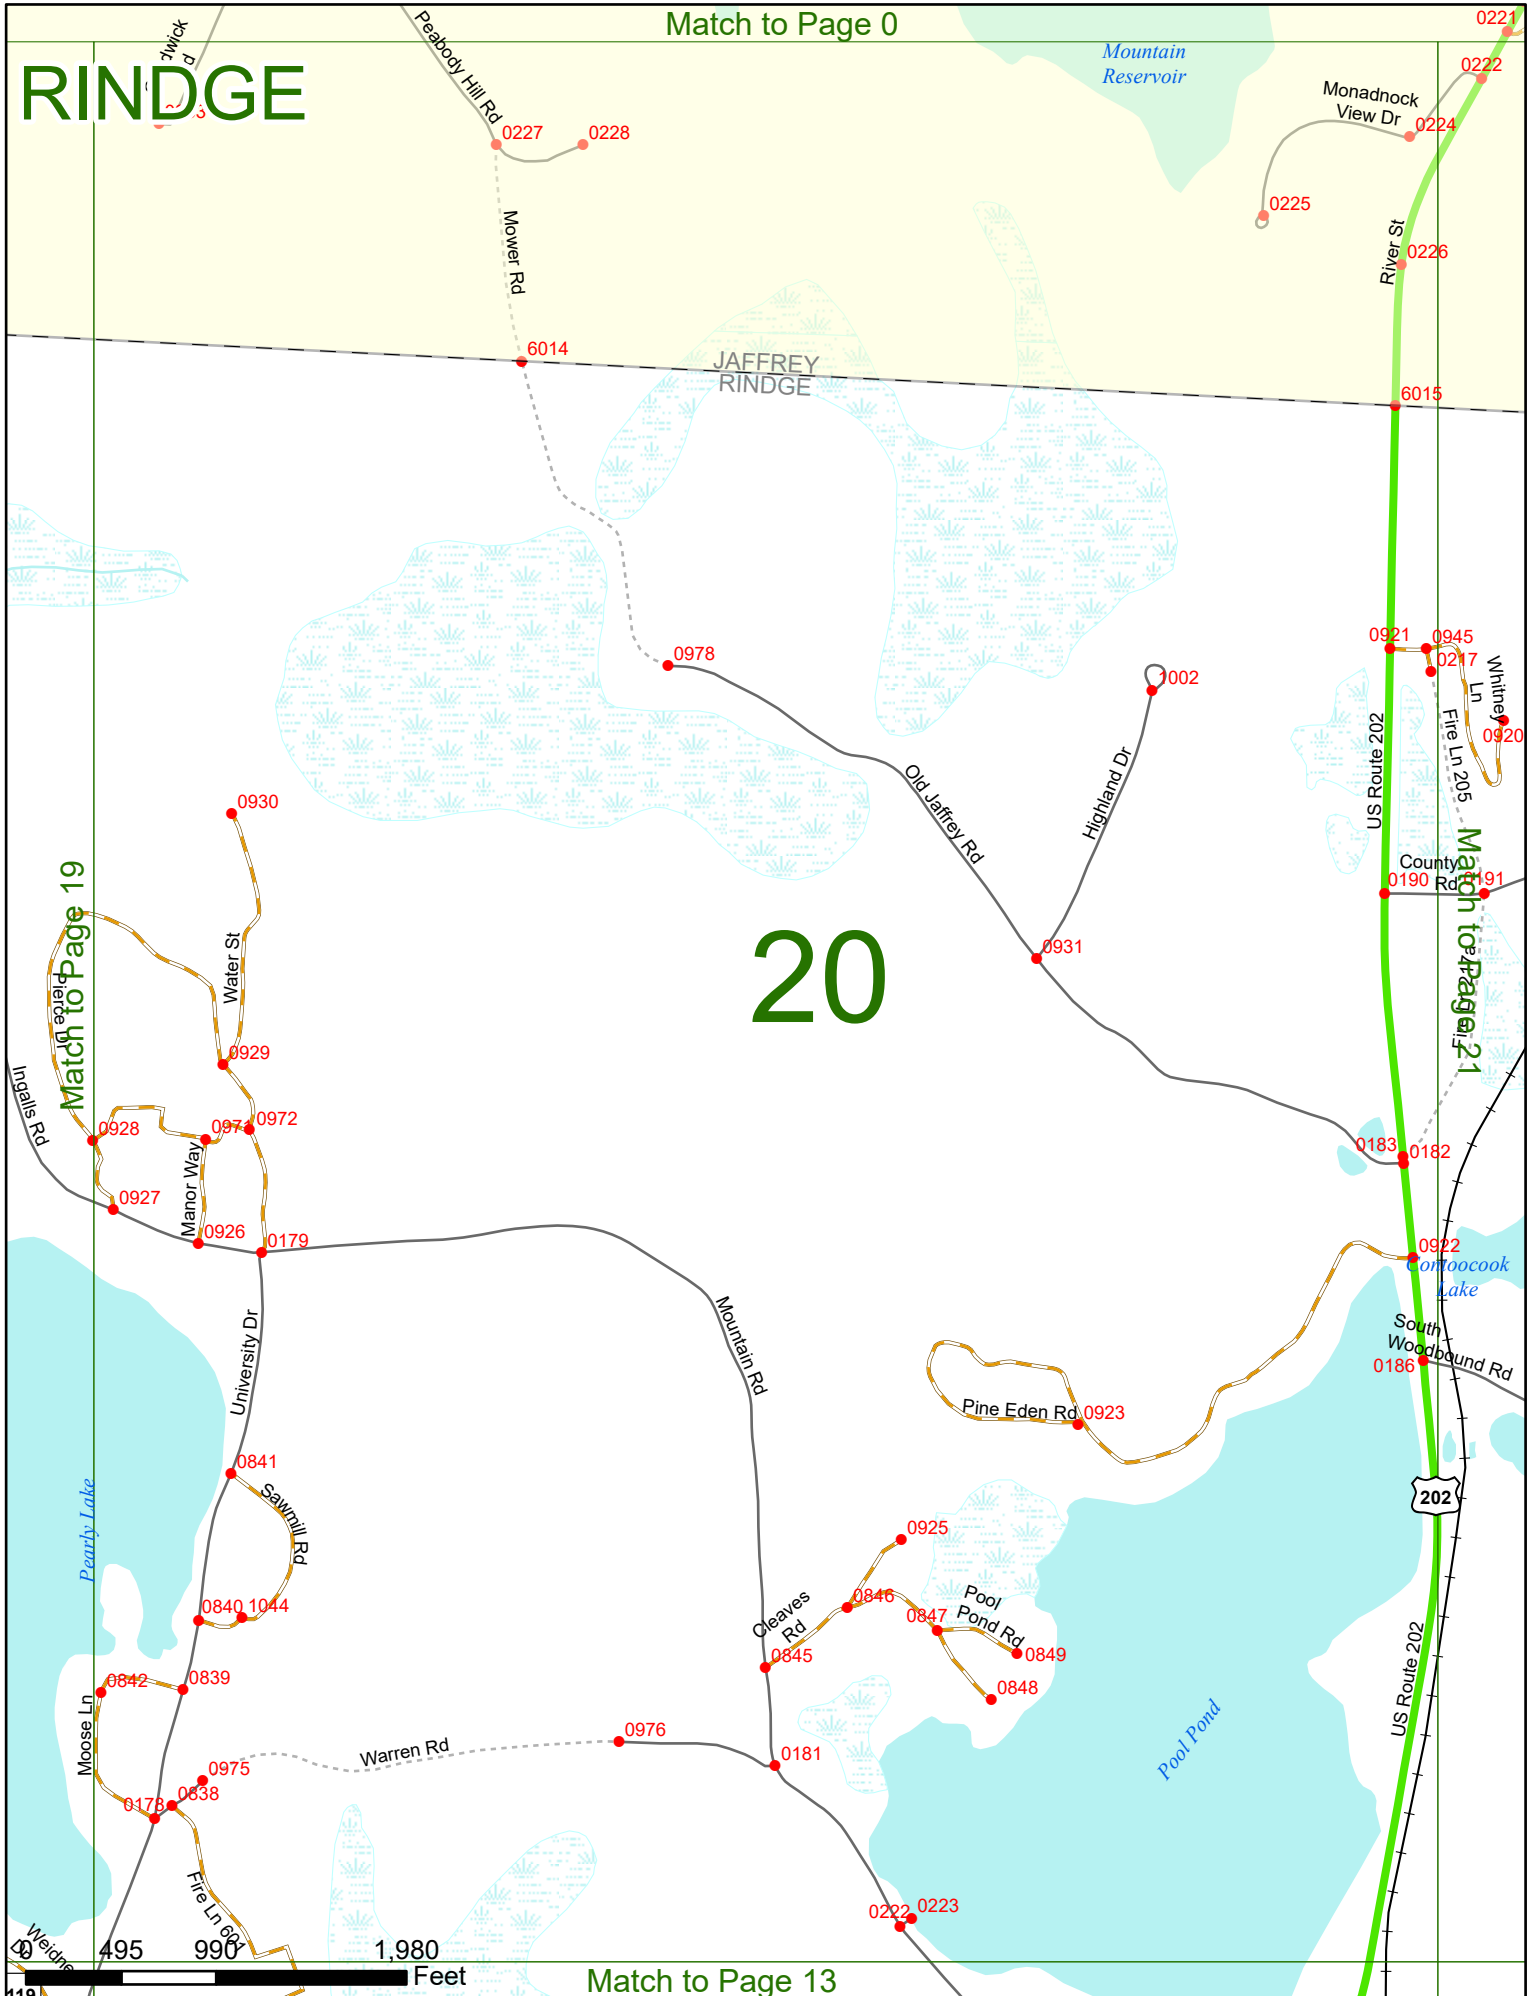 Match to Page 0
0221
Peabody Hill Rd
Mountain
Reservoir
0222
RINDGE
Monadnock
View Dr
0224
0227
0228
0225
Mower Rd
River St
0226
6014
JAFFREY
RINDGE
6015
0921
0945
0978
0217
1002
Whitney
Ln
0920
US Route 202
Fire Ln 205
Old Jaffrey Rd
Highland Dr
0930
Match to Page 19
Match to Page 21
County
Rd
0190
0191
Water St
20
0931
Pierce Dr
0929
Ingalls Rd
0928
0971
0972
Manor Way
0183
0182
0927
0926
0179
0922
Contoocook
Lake
University Dr
Mountain Rd
South
Woodbound Rd
0186
Pine Eden Rd
0923
0841
Sawmill Rd
202
Pearly Lake
0925
0840
1044
Cleaves
Rd
0846
0847
Pool
Pond Rd
0849
0845
0848
US Route 202
0842
0839
Moose Ln
Pool Pond
0976
Warren Rd
0181
0975
0838
0178
Fire Ln 601
0222
0223
0
495
990
1,980
Feet
Match to Page 13
119